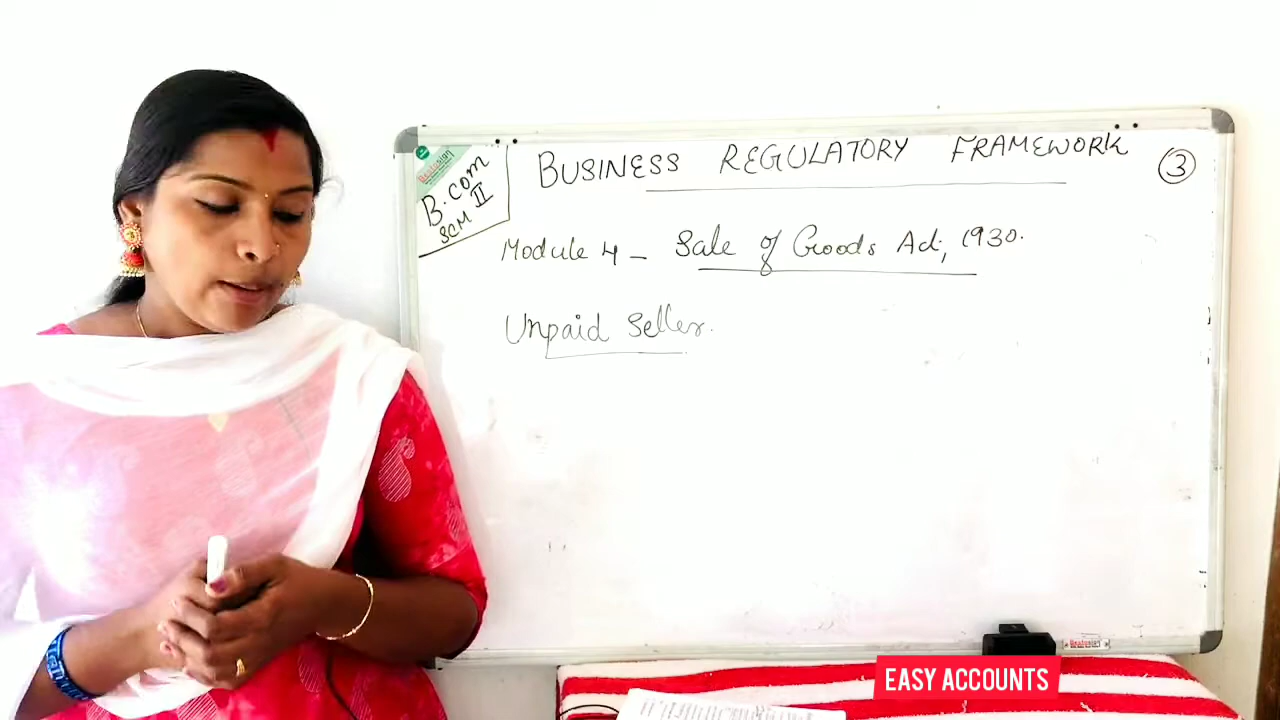 BUSINESS REGULATORY FRAMEWORK
3
B.com
SEM II
Module 4 - Sale of Goods Act, 1930.
Unpaid Seller.
EASY ACCOUNTS